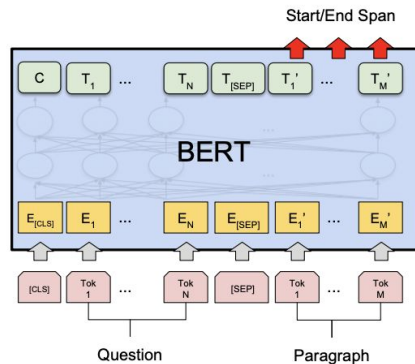 Start/End Span
C T1 ... TN T[SEP] T1' ... TM'
...
BERT
...
E[CLS] E1 ... EN E[SEP] E1' ... EM'
[CLS] Tok 1 ... Tok N [SEP] Tok 1 ... Tok M
Question Paragraph